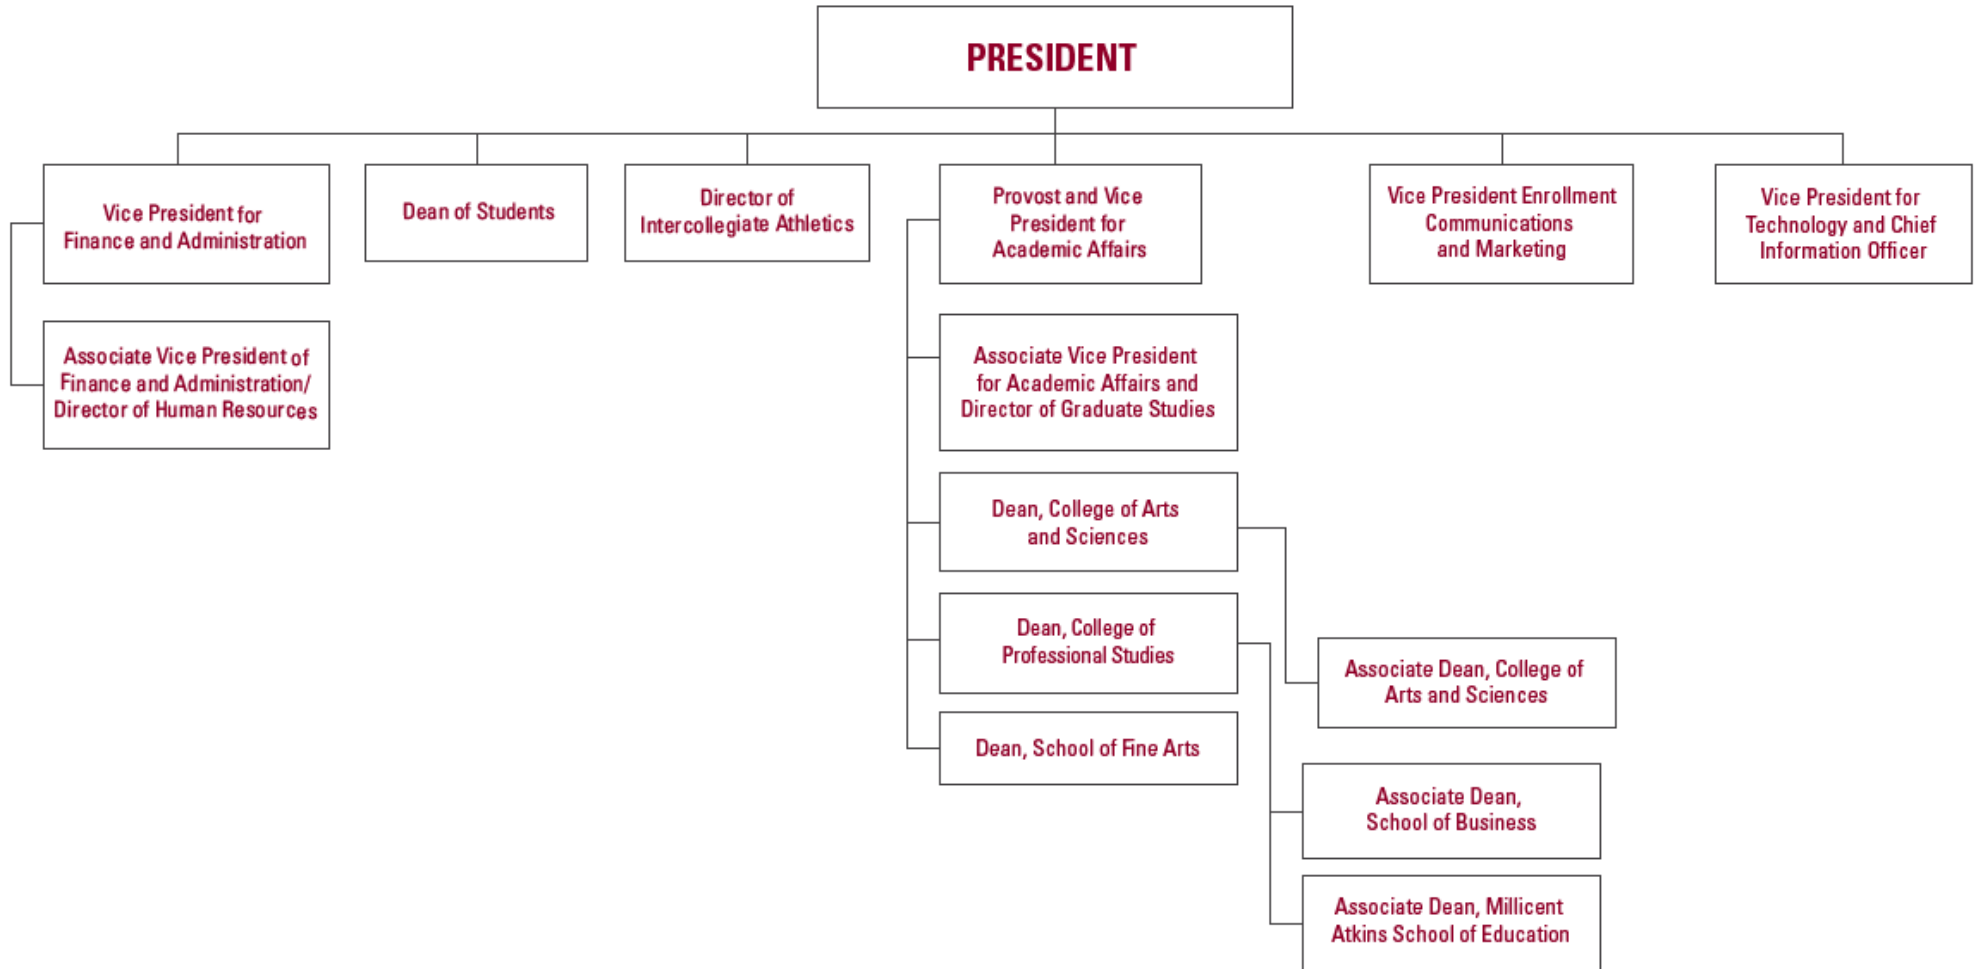 PRESIDENT
Vice President for
Finance and Administration
Dean of Students
Director of
Intercollegiate Athletics
Provost and Vice
President for
Academic Affairs
Vice President Enrollment
Communications
and Marketing
Vice President for
Technology and Chief
Information Officer
Associate Vice President of
Finance and Administration/
Director of Human Resources
Associate Vice President
for Academic Affairs and
Director of Graduate Studies
Dean, College of Arts
and Sciences
Dean, College of
Professional Studies
Dean, School of Fine Arts
Associate Dean, College of
Arts and Sciences
Associate Dean,
School of Business
Associate Dean, Millicent
Atkins School of Education